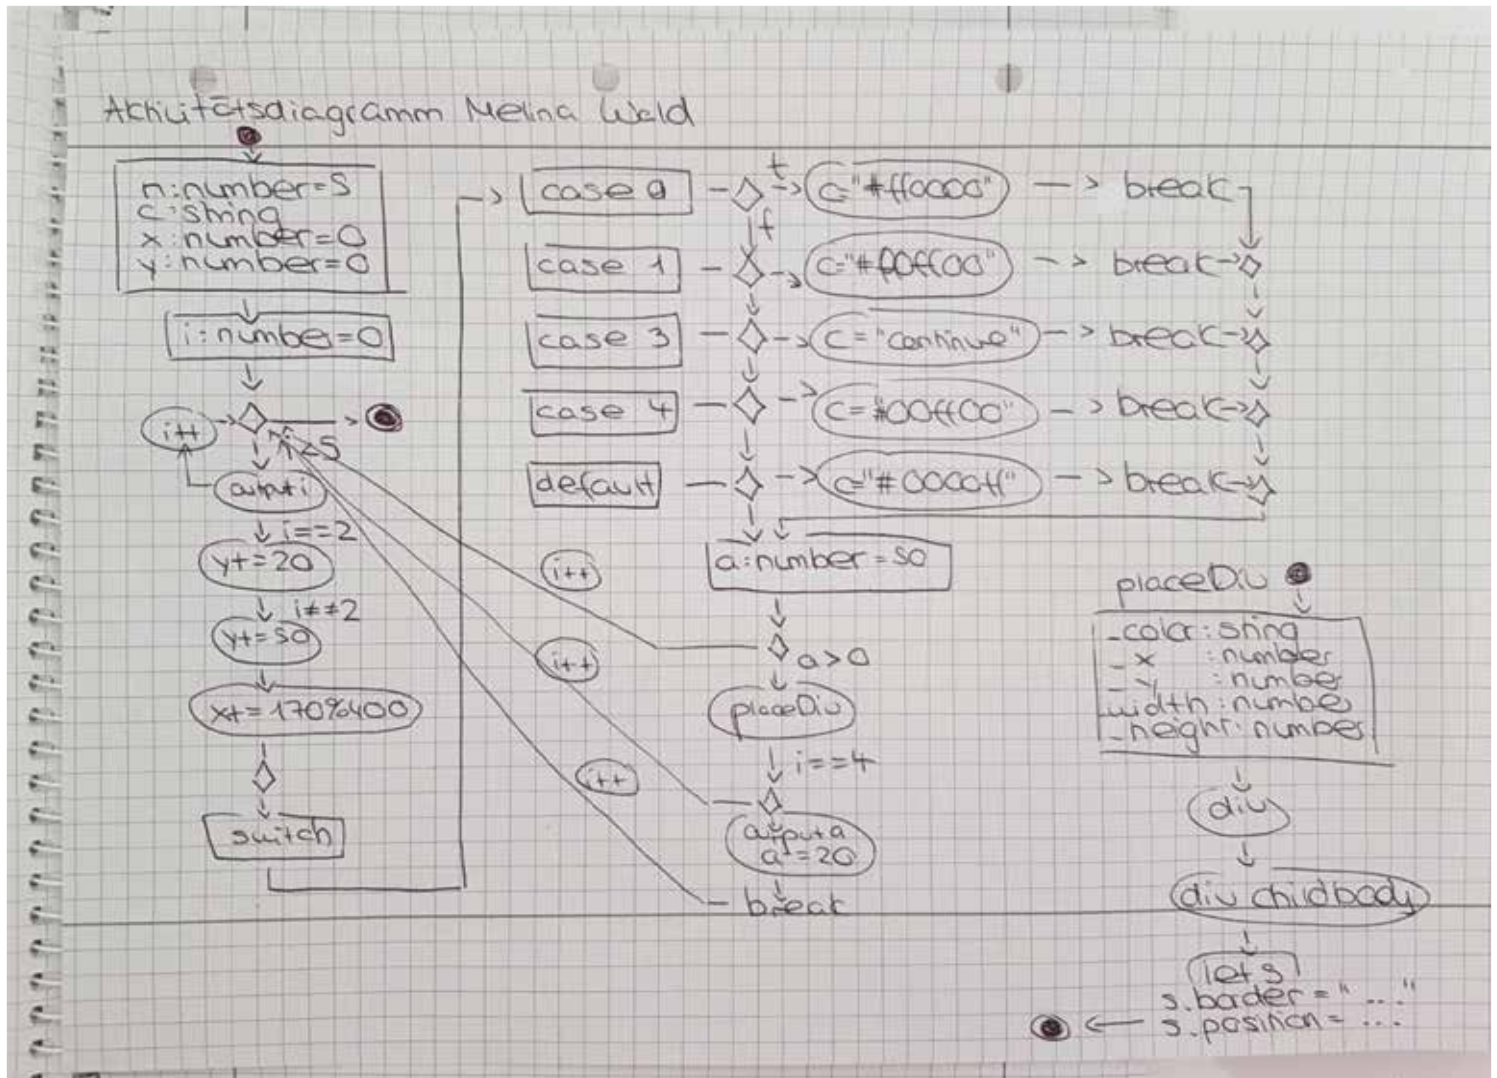 Aktivitätsdiagramm Melina Wald
n:number=5
c:string
x:number=0
y:number=0
i:number=0
i++
i<5
output i
i==2
y+=20
i≠≠2
y+=50
x+=170%400
switch
case 0
t
c="#ff0000"
break
f
case 1
c="#00ff00"
break
case 3
c="continue"
break
case 4
c=#00ff00"
break
default
c="#0000ff"
break
a:number=50
i++
a>0
i++
placeDiv
i==4
i++
output a
a-=20
break
placeDiv
_color:string
_x :number
_y :number
_width:number
_height:number
div
div childbody
let s
s.border="..."
s.position=...